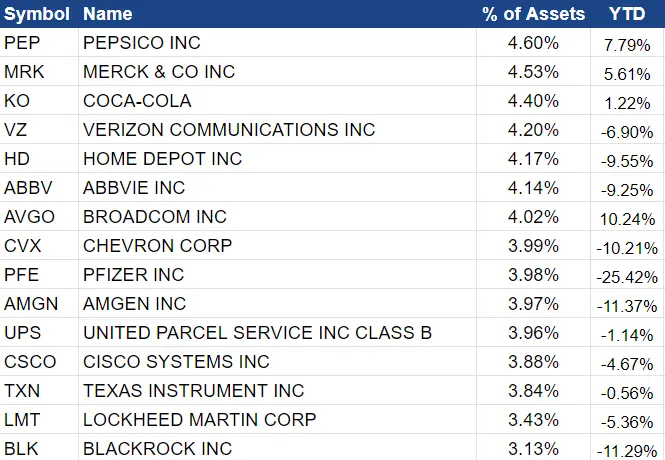 Symbol Name % of Assets YTD
PEP PEPSICO INC 4.60% 7.79%
MRK MERCK & CO INC 4.53% 5.61%
KO COCA-COLA 4.40% 1.22%
VZ VERIZON COMMUNICATIONS INC 4.20% -6.90%
HD HOME DEPOT INC 4.17% -9.55%
ABBV ABBVIE INC 4.14% -9.25%
AVGO BROADCOM INC 4.02% 10.24%
CVX CHEVRON CORP 3.99% -10.21%
PFE PFIZER INC 3.98% -25.42%
AMGN AMGEN INC 3.97% -11.37%
UPS UNITED PARCEL SERVICE INC CLASS B 3.96% -1.14%
CSCO CISCO SYSTEMS INC 3.88% -4.67%
TXN TEXAS INSTRUMENT INC 3.84% -0.56%
LMT LOCKHEED MARTIN CORP 3.43% -5.36%
BLK BLACKROCK INC 3.13% -11.29%